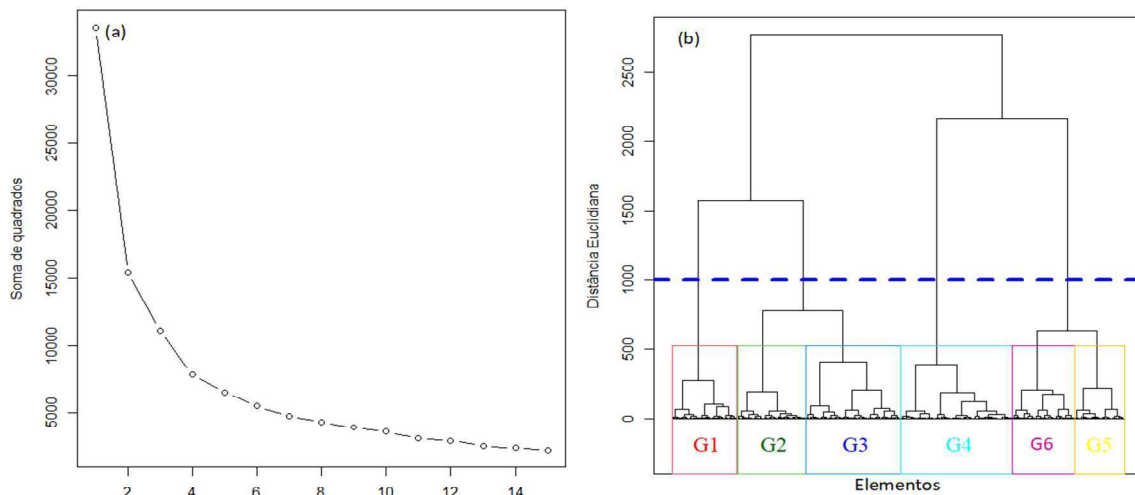 (a)
Soma de quadrados
30000
25000
20000
15000
10000
5000
2 4 6 8 10 12 14
(b)
Distância Euclidiana
2500
2000
1500
1000
500
0
G1 G2 G3 G4 G6 G5
Elementos